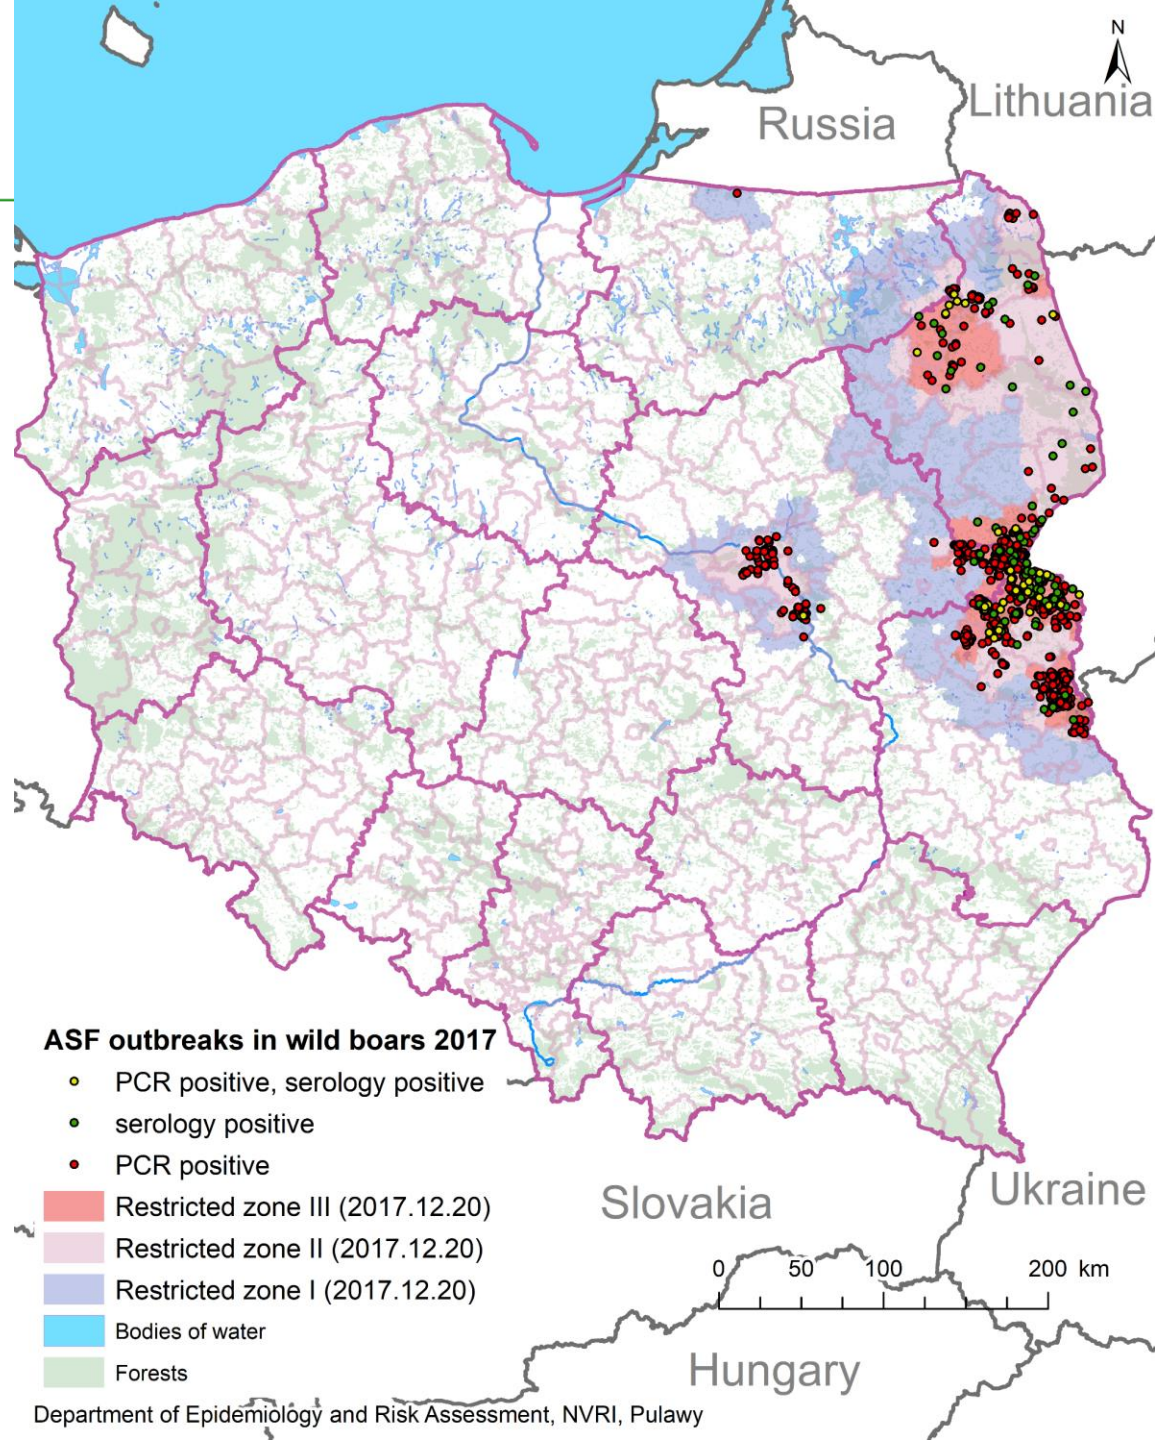 N
Lithuania
Russia
ASF outbreaks in wild boars 2017
PCR positive, serology positive
serology positive
PCR positive
Restricted zone III (2017.12.20)
Slovakia
Ukraine
Restricted zone II (2017.12.20)
0 50 100 200 km
Restricted zone I (2017.12.20)
Bodies of water
Forests
Hungary
Department of Epidemiology and Risk Assessment, NVRI, Pulawy